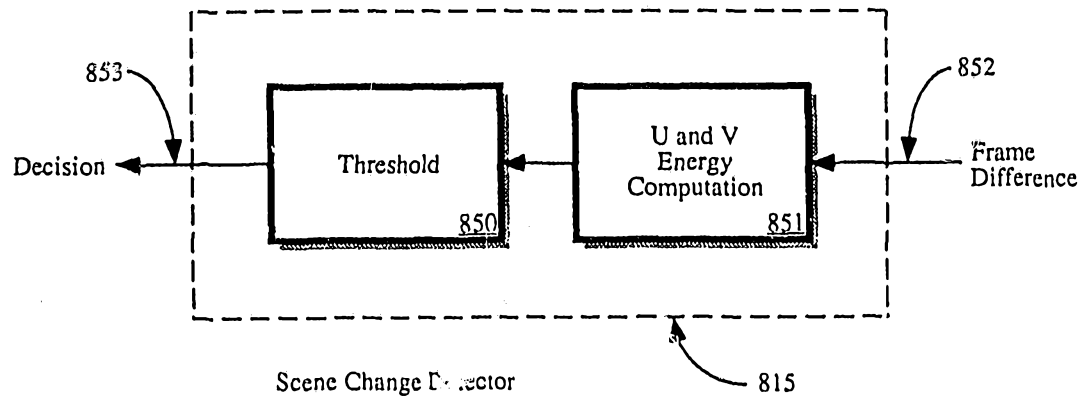 853
852
Decision
Threshold
850
U and V
Energy
Computation
851
Frame
Difference
Scene Change
815